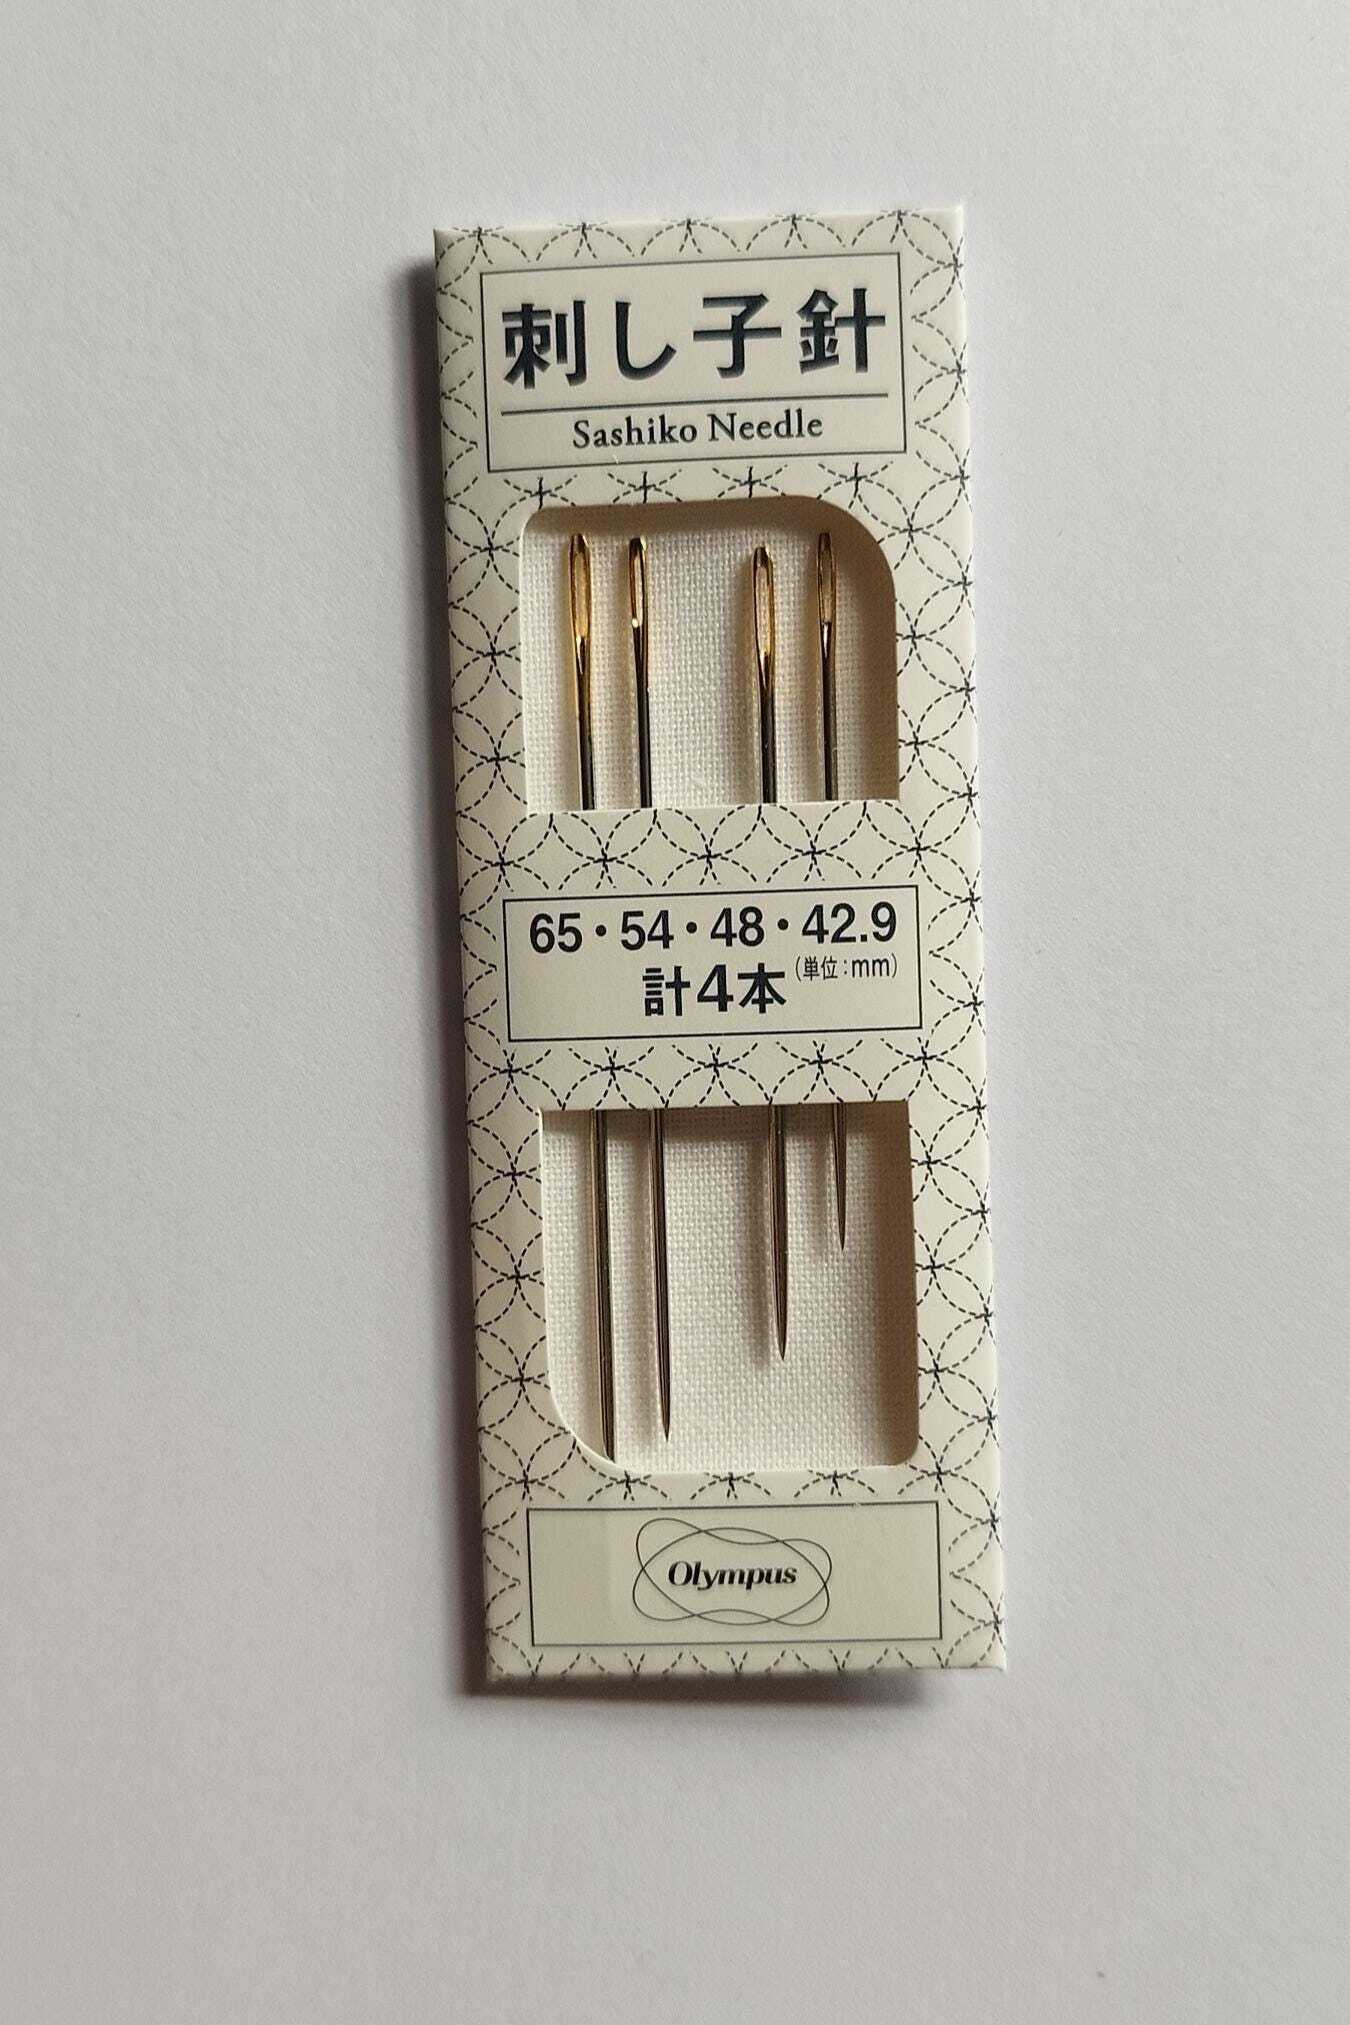 刺し子針
Sashiko Needle
65・54・48・42.9
計4本 (単位:mm)
Olympus